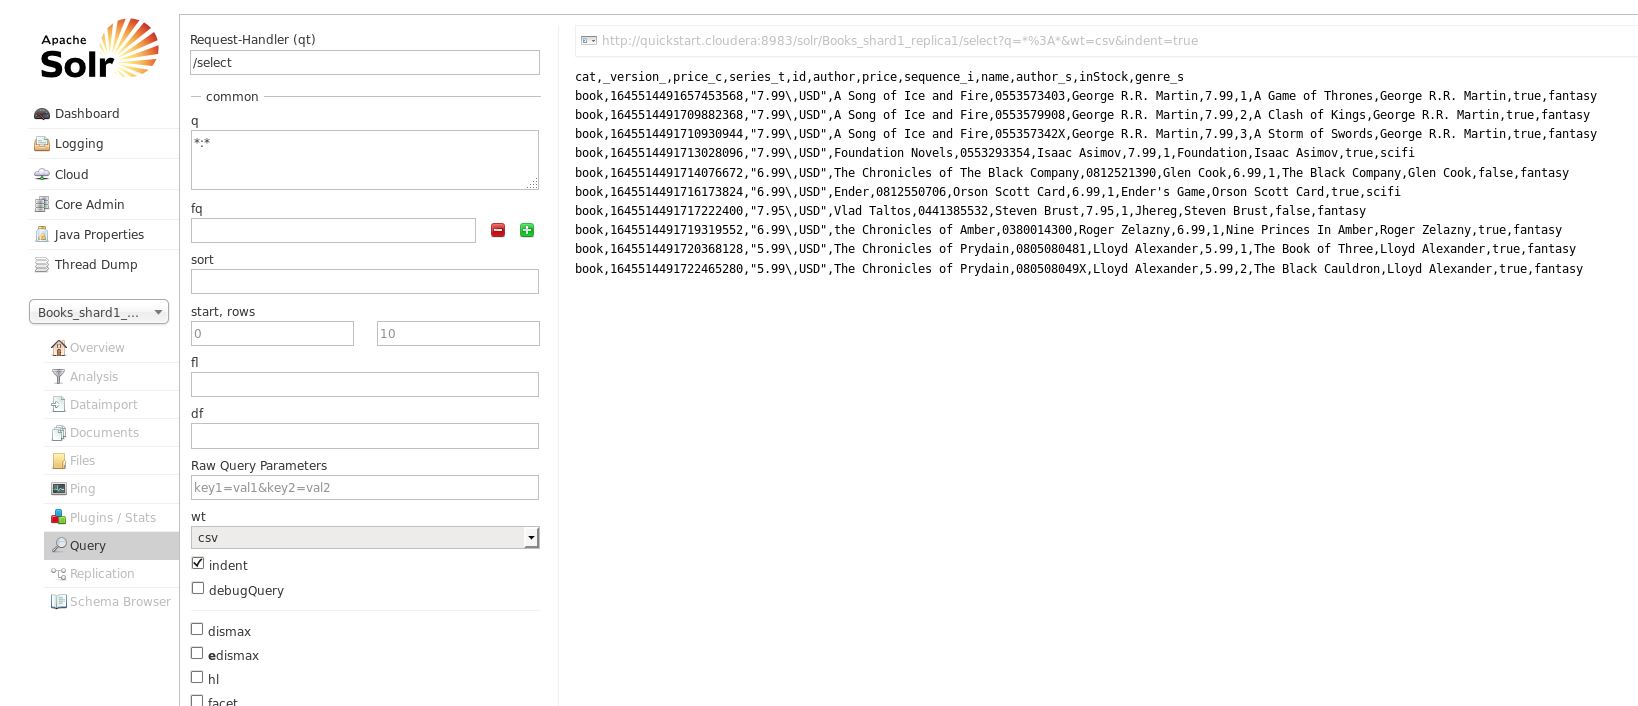 Apache
Solr
Dashboard
Logging
Cloud
Core Admin
Java Properties
Thread Dump
Books_shard1_...
Overview
Analysis
Dataimport
Documents
Files
Ping
Plugins / Stats
Query
Replication
Schema Browser
Request-Handler (qt)
/select
common
q
*:*
fq
sort
start, rows
0 10
fl
df
Raw Query Parameters
key1=val1&key2=val2
wt
csv
indent
debugQuery
dismax
edismax
hl
facet
http://quickstart.cloudera:8983/solr/Books_shard1_replica1/select?q=*%3A*&wt=csv&indent=true
cat,_version_,price_c,series_t,id,author,price,sequence_i,name,author_s,inStock,genre_s
book,1645514491657453568,"7.99\,USD",A Song of Ice and Fire,0553573403,George R.R. Martin,7.99,1,A Game of Thrones,George R.R. Martin,true,fantasy
book,1645514491709882368,"7.99\,USD",A Song of Ice and Fire,0553579908,George R.R. Martin,7.99,2,A Clash of Kings,George R.R. Martin,true,fantasy
book,1645514491710930944,"7.99\,USD",A Song of Ice and Fire,055357342X,George R.R. Martin,7.99,3,A Storm of Swords,George R.R. Martin,true,fantasy
book,1645514491713028096,"7.99\,USD",Foundation Novels,0553293354,Isaac Asimov,7.99,1,Foundation,Isaac Asimov,true,scifi
book,1645514491714076672,"6.99\,USD",The Chronicles of The Black Company,0812521390,Glen Cook,6.99,1,The Black Company,Glen Cook,false,fantasy
book,1645514491716173824,"6.99\,USD",Ender,0812550706,Orson Scott Card,6.99,1,Ender's Game,Orson Scott Card,true,scifi
book,1645514491717222400,"7.95\,USD",Vlad Taltos,0441385532,Steven Brust,7.95,1,Jhereg,Steven Brust,false,fantasy
book,1645514491719319552,"6.99\,USD",the Chronicles of Amber,0380014300,Roger Zelazny,6.99,1,Nine Princes In Amber,Roger Zelazny,true,fantasy
book,1645514491720368128,"5.99\,USD",The Chronicles of Prydain,0805080481,Lloyd Alexander,5.99,1,The Book of Three,Lloyd Alexander,true,fantasy
book,1645514491722465280,"5.99\,USD",The Chronicles of Prydain,080508049X,Lloyd Alexander,5.99,2,The Black Cauldron,Lloyd Alexander,true,fantasy